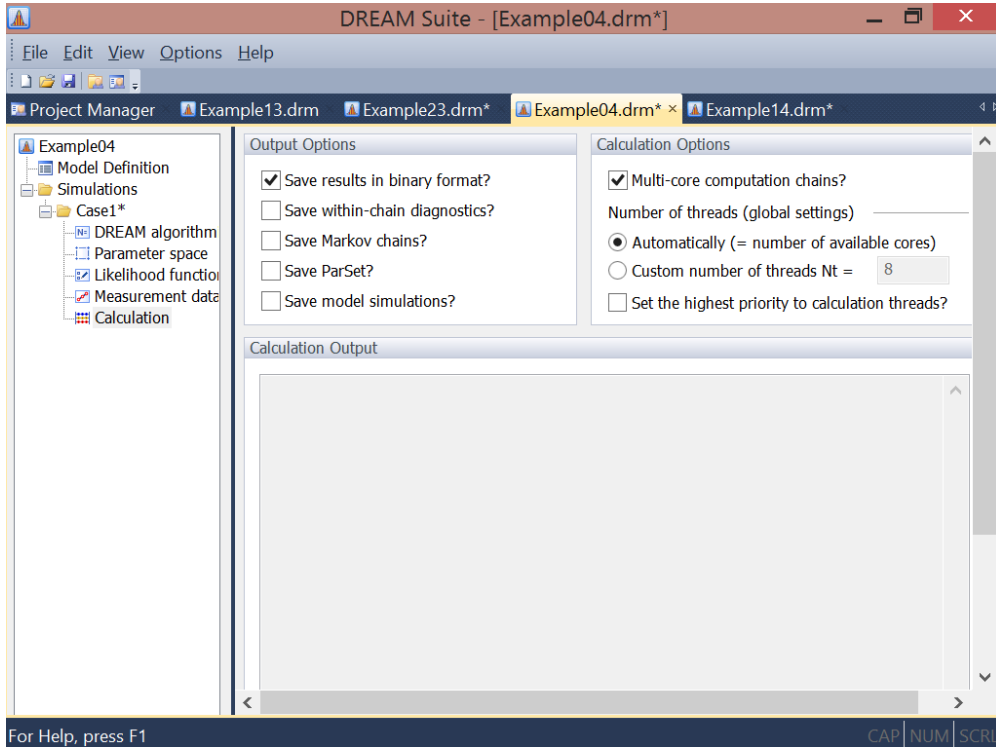 DREAM Suite - [Example04.drm*]
File Edit View Options Help
Project Manager Example13.drm Example23.drm* Example04.drm* Example14.drm*
Example04
Model Definition
Simulations
Case1*
DREAM algorithm
Parameter space
Likelihood functio
Measurement data
Calculation
Output Options
Save results in binary format?
Save within-chain diagnostics?
Save Markov chains?
Save ParSet?
Save model simulations?
Calculation Options
Multi-core computation chains?
Number of threads (global settings)
Automatically (= number of available cores)
Custom number of threads Nt = 8
Set the highest priority to calculation threads?
Calculation Output
For Help, press F1
CAP NUM SCRL